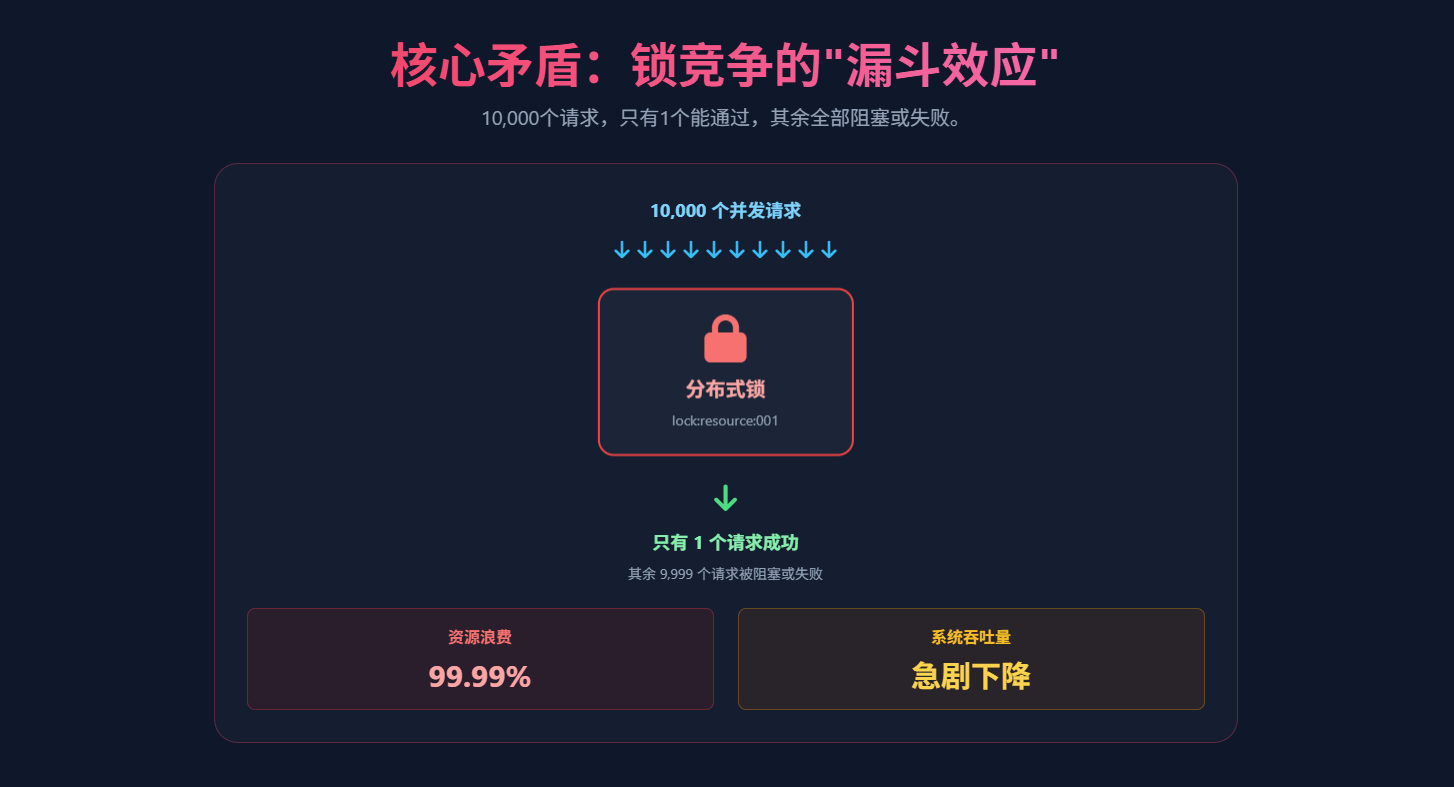 核心矛盾：锁竞争的"漏斗效应"
10,000个请求，只有1个能通过，其余全部阻塞或失败。
10,000 个并发请求
分布式锁
lock:resource:001
只有 1 个请求成功
其余 9,999 个请求被阻塞或失败
资源浪费
99.99%
系统吞吐量
急剧下降